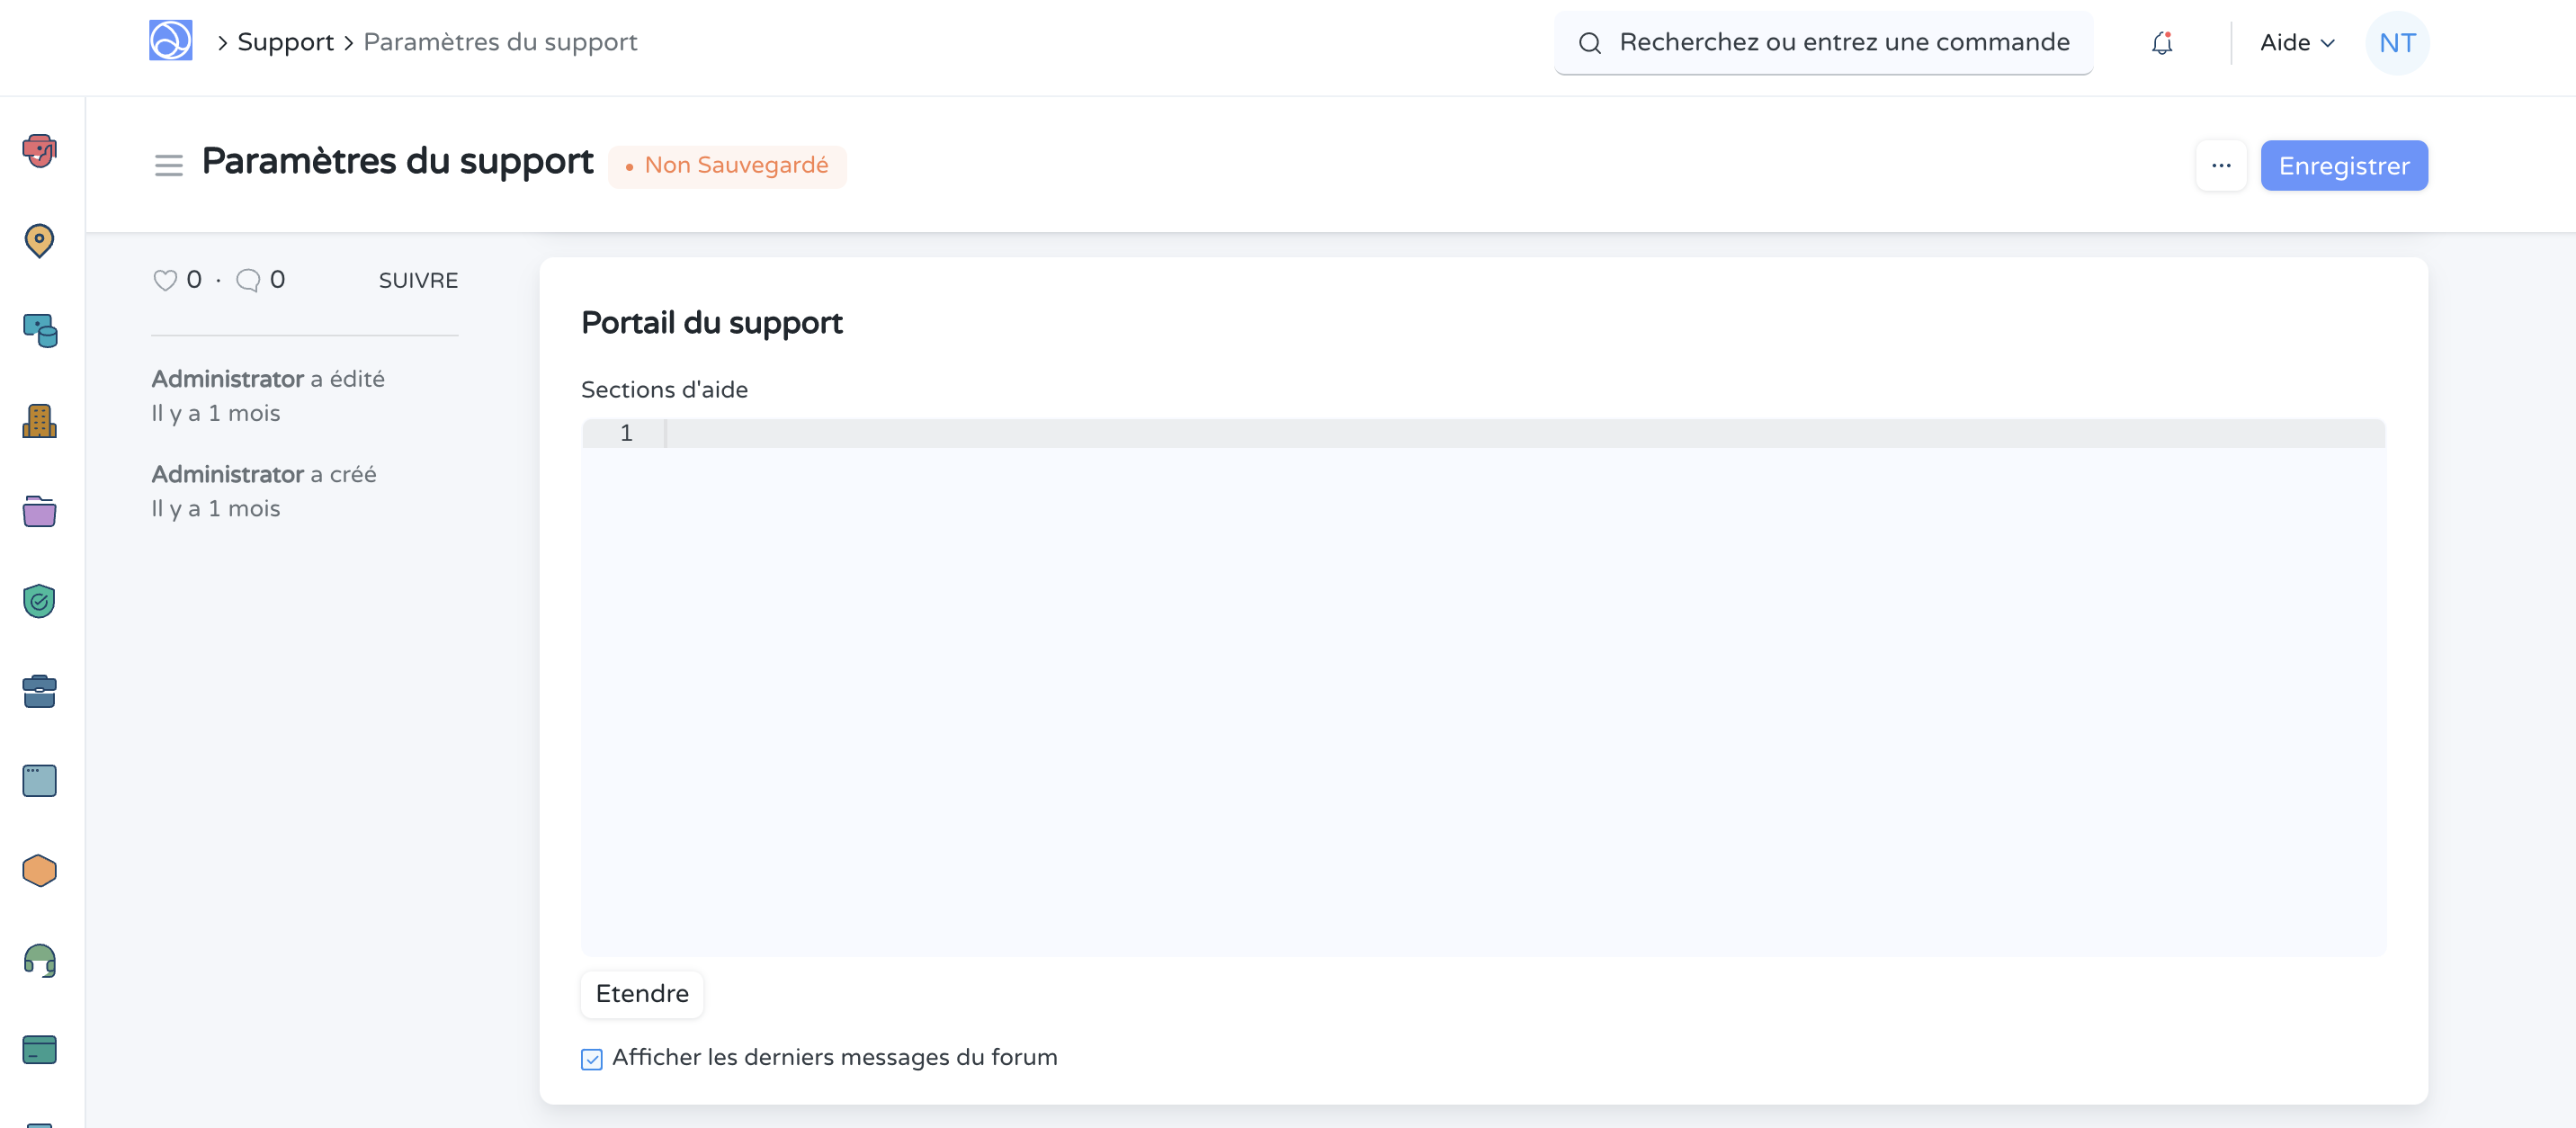 Support > Paramètres du support
Recherchez ou entrez une commande
Aide
NT
Paramètres du support
Non Sauvegardé
...
Enregistrer
0 · 0
SUIVRE
Administrator a édité
Il y a 1 mois
Administrator a créé
Il y a 1 mois
Portail du support
Sections d'aide
1
Etendre
Afficher les derniers messages du forum